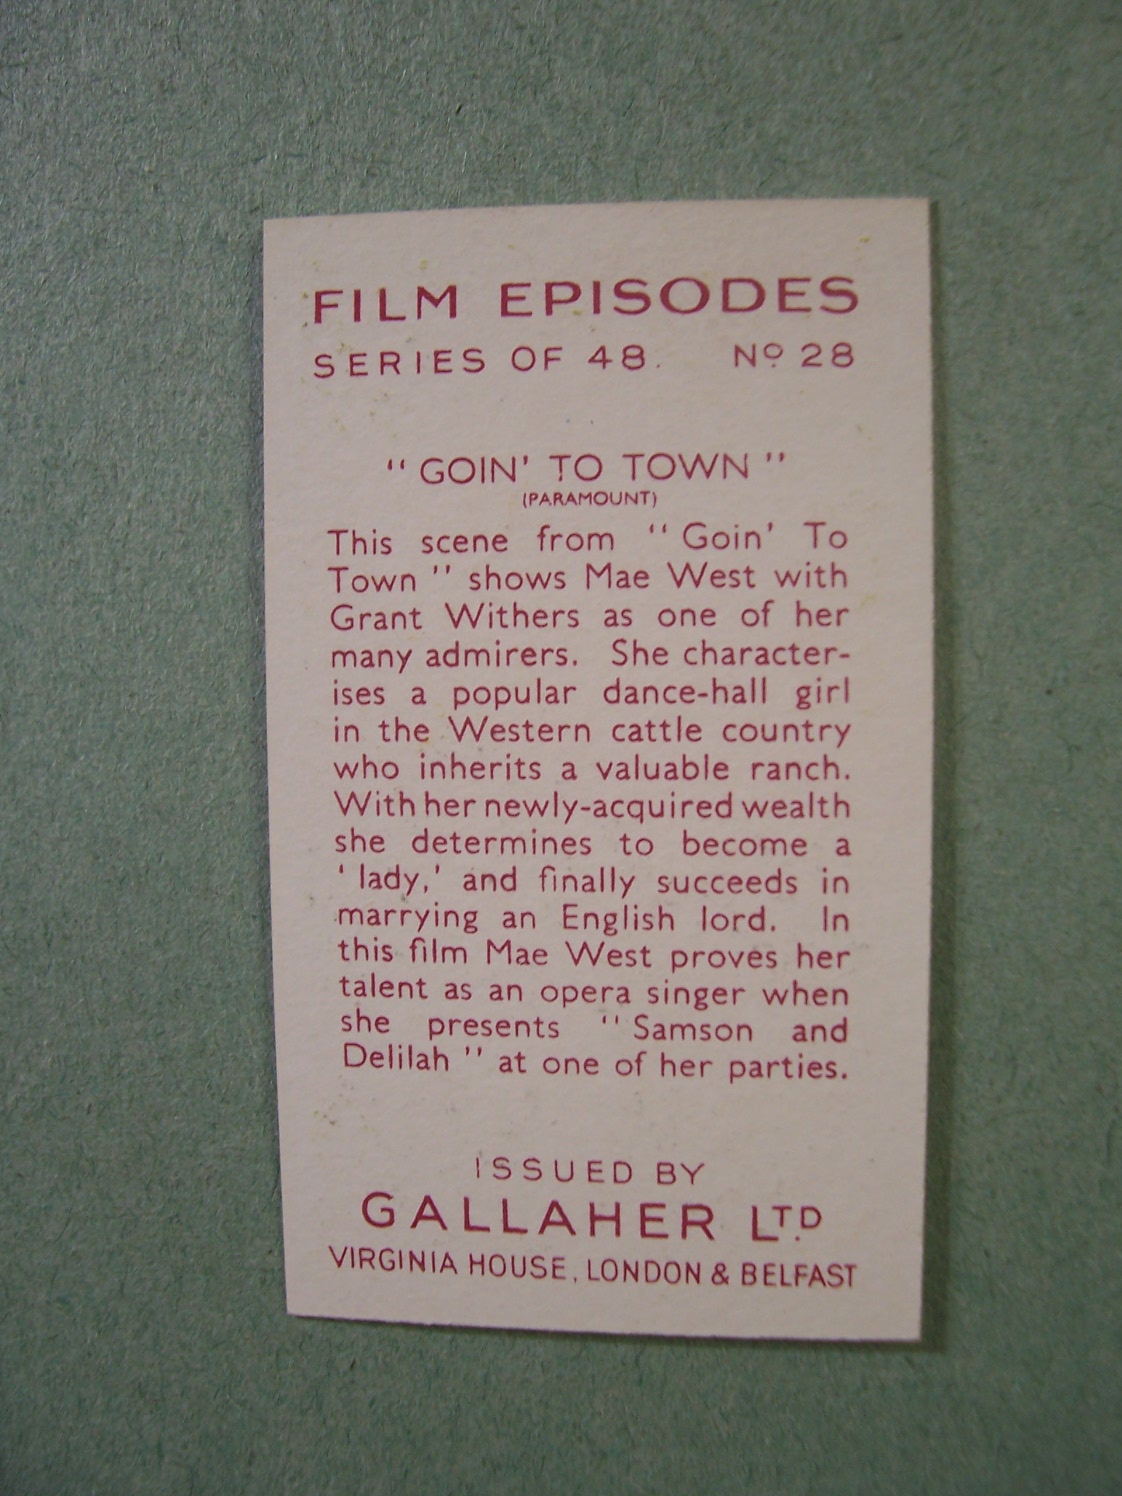 FILM EPISODES
SERIES OF 48. Nº 28
" GOIN' TO TOWN "
(PARAMOUNT)
This scene from " Goin' To
Town " shows Mae West with
Grant Withers as one of her
many admirers. She character-
ises a popular dance-hall girl
in the Western cattle country
who inherits a valuable ranch.
With her newly-acquired wealth
she determines to become a
' lady,' and finally succeeds in
marrying an English lord. In
this film Mae West proves her
talent as an opera singer when
she presents " Samson and
Delilah " at one of her parties.
ISSUED BY
GALLAHER LTD
VIRGINIA HOUSE, LONDON & BELFAST